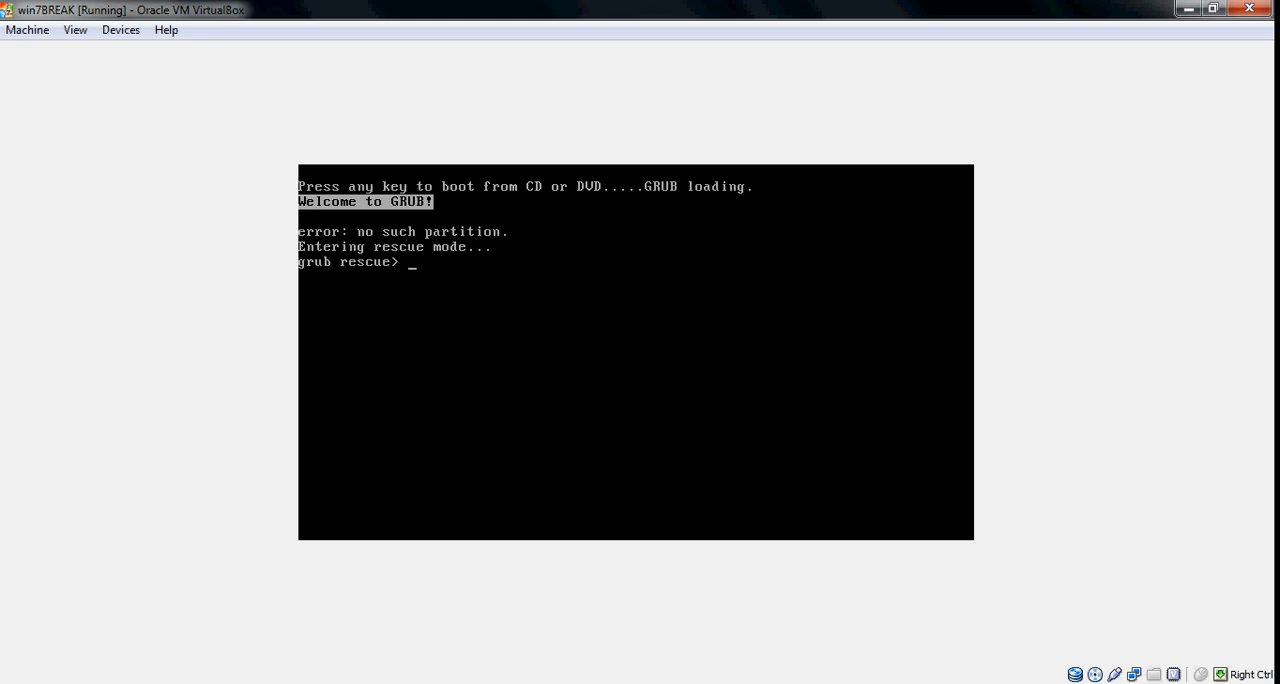 win7BREAK [Running] - Oracle VM VirtualBox
Machine View Devices Help
Press any key to boot from CD or DVD.....GRUB loading.
Welcome to GRUB!
error: no such partition.
Entering rescue mode...
grub rescue> _
Right Ctrl